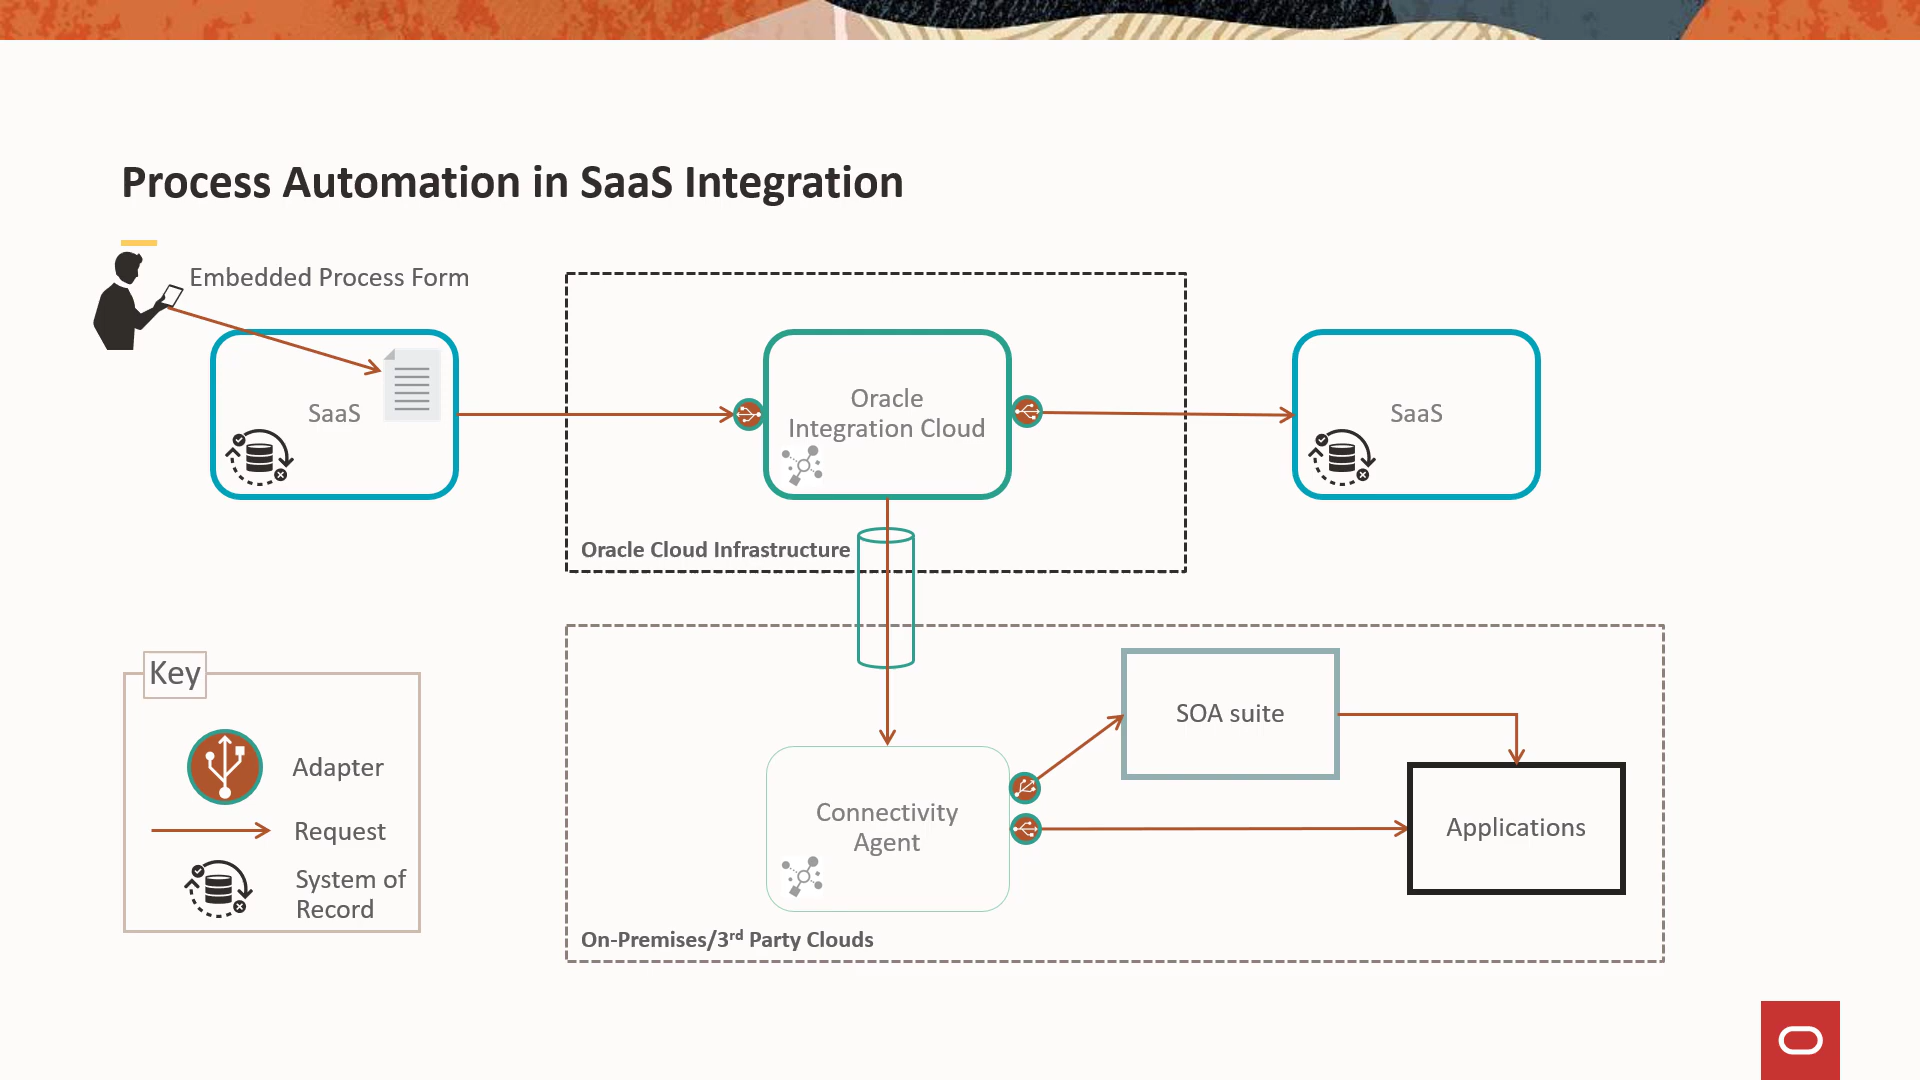 Process Automation in SaaS Integration
Embedded Process Form
SaaS
Oracle
Integration Cloud
SaaS
Oracle Cloud Infrastructure
Key
Adapter
Request
System of
Record
SOA suite
Connectivity
Agent
Applications
On-Premises/3rd Party Clouds